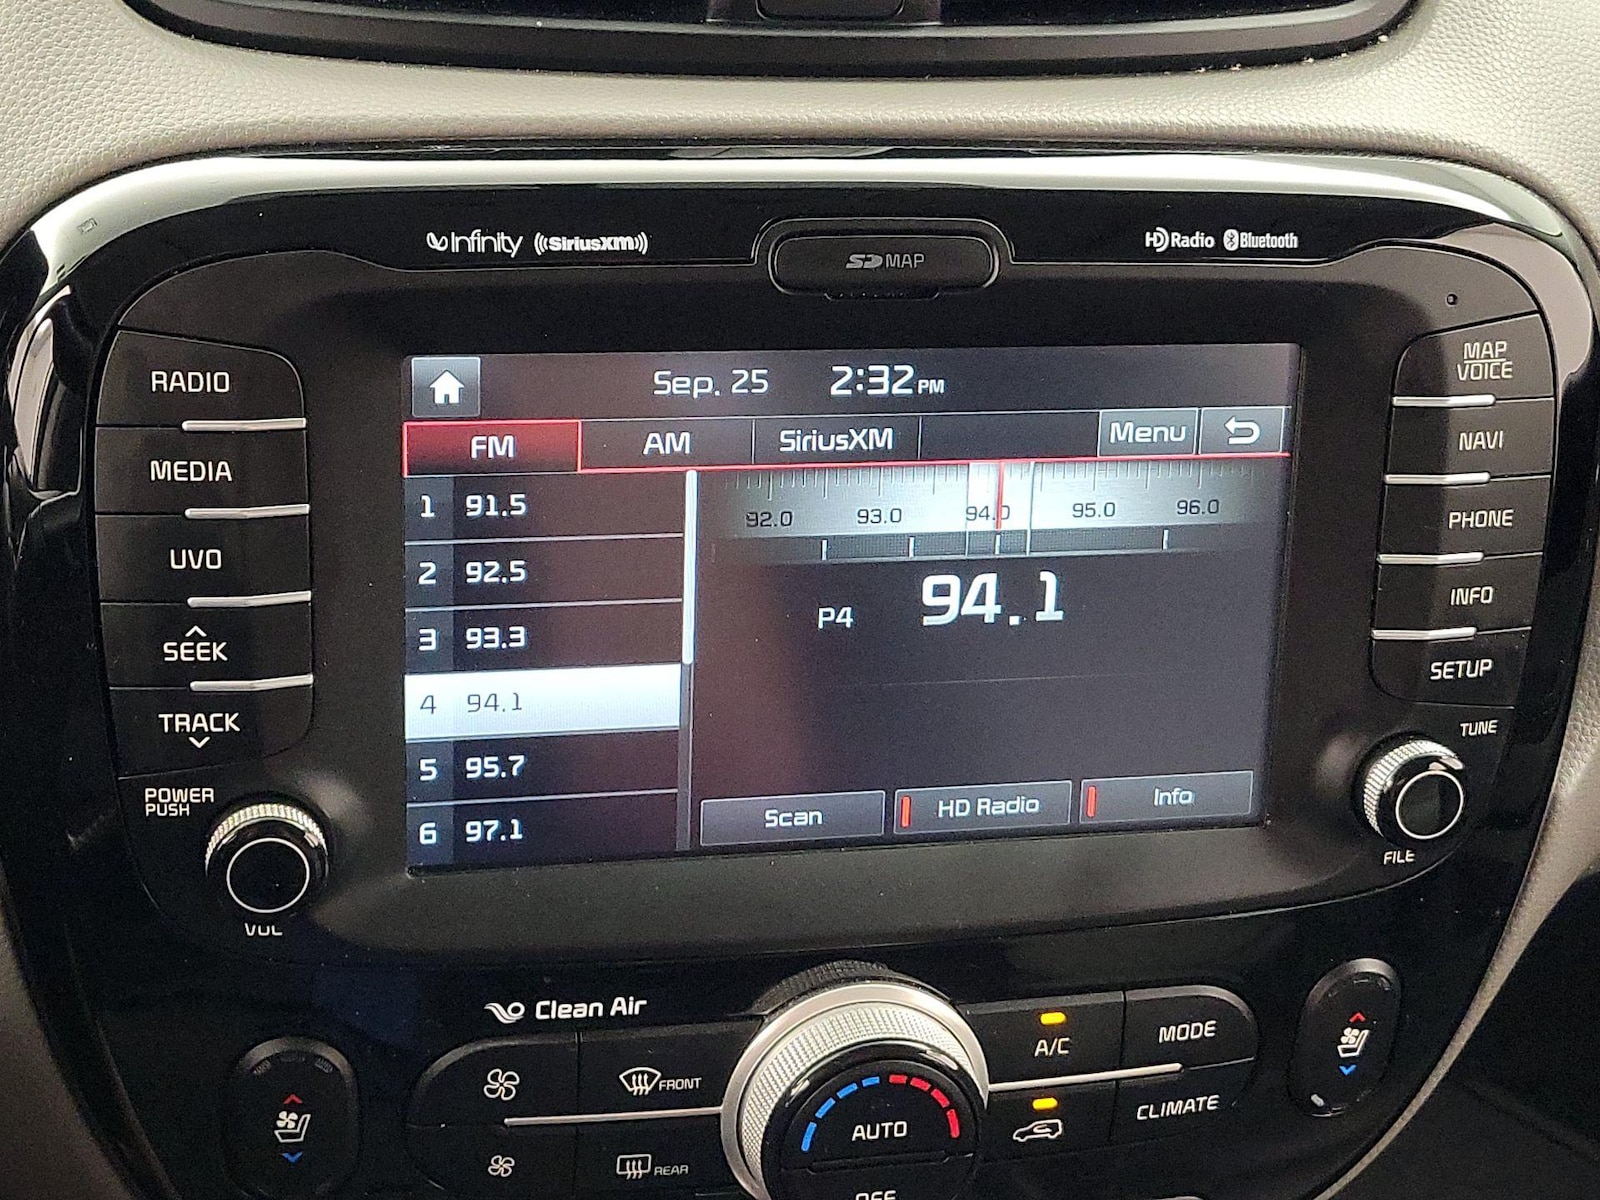 Infinity ((SiriusXM))
SD MAP
HD Radio Bluetooth
RADIO
MEDIA
UVO
SEEK
TRACK
POWER
PUSH
VOL
Sep. 25 2:32 PM
FM AM SiriusXM Menu
1 91.5
2 92.5
3 93.3
4 94.1
5 95.7
6 97.1
92.0 93.0 94.0 95.0 96.0
P4 94.1
Scan HD Radio Info
MAP
VOICE
NAVI
PHONE
INFO
SETUP
TUNE
FILE
Clean Air
FRONT
REAR
AUTO
OFF
A/C
MODE
CLIMATE